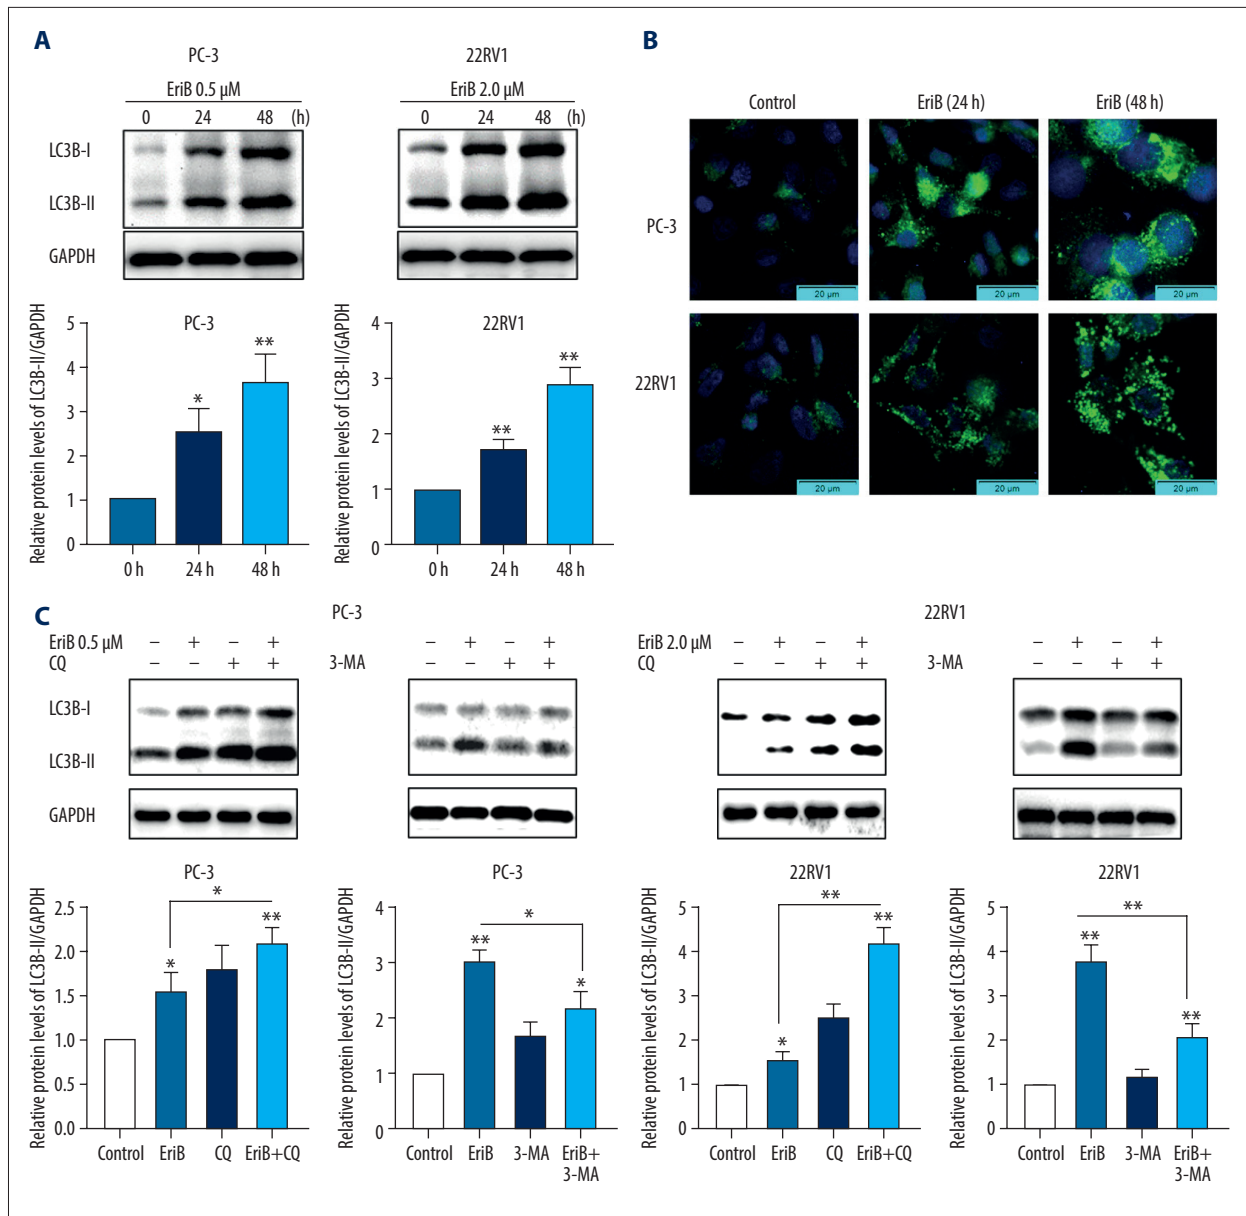 A
PC-3
EriB 0.5 µM
0 24 48 (h)
LC3B-I
LC3B-II
GAPDH
22RV1
EriB 2.0 µM
0 24 48 (h)
Relative protein levels of LC3B-II/GAPDH
PC-3
5
4
3
2
1
0
*
**
0 h 24 h 48 h
Relative protein levels of LC3B-II/GAPDH
22RV1
4
3
2
1
0
**
**
0 h 24 h 48 h
B
Control EriB (24 h) EriB (48 h)
PC-3
20 µm 20 µm 20 µm
22RV1
20 µm 20 µm 20 µm
C
PC-3
22RV1
EriB 0.5 µM − + − +
CQ − − + +
LC3B-I
LC3B-II
GAPDH
− + − +
3-MA − − + +
EriB 2.0 µM − + − +
CQ − − + +
− + − +
3-MA − − + +
Relative protein levels of LC3B-II/GAPDH
PC-3
2.5
2.0
1.5
1.0
0.5
0.0
*
*
**
Control EriB CQ EriB+CQ
Relative protein levels of LC3B-II/GAPDH
PC-3
4
3
2
1
0
**
*
*
Control EriB 3-MA EriB+
3-MA
Relative protein levels of LC3B-II/GAPDH
22RV1
5
4
3
2
1
0
*
**
**
Control EriB CQ EriB+CQ
Relative protein levels of LC3B-II/GAPDH
22RV1
5
4
3
2
1
0
**
**
**
Control EriB 3-MA EriB+
3-MA